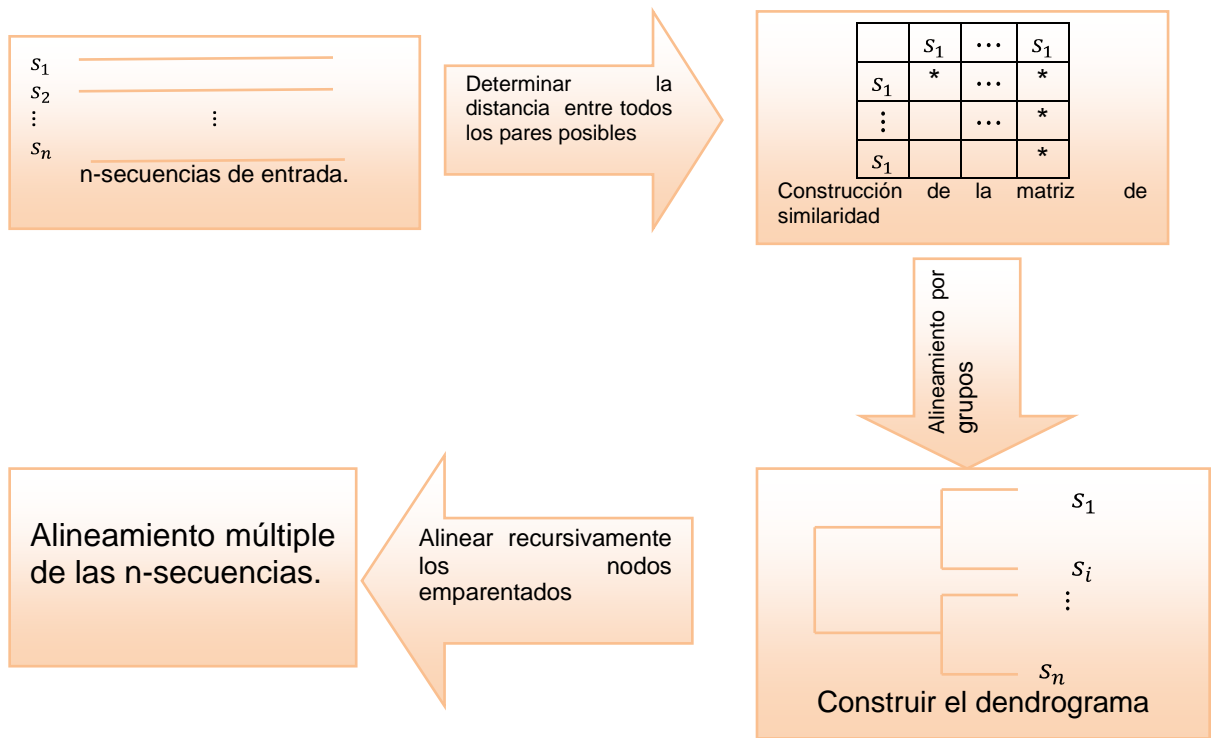 s₁
s₂
⋮ ⋮
sₙ
n-secuencias de entrada.
Determinar la
distancia entre todos
los pares posibles
s₁ ⋯ s₁
s₁ * ⋯ *
⋮ ⋯ *
s₁ *
Construcción de la matriz de
similaridad
Alineamiento por
grupos
s₁
sᵢ
⋮
sₙ
Construir el dendrograma
Alinear recursivamente
los nodos
emparentados
Alineamiento múltiple
de las n-secuencias.